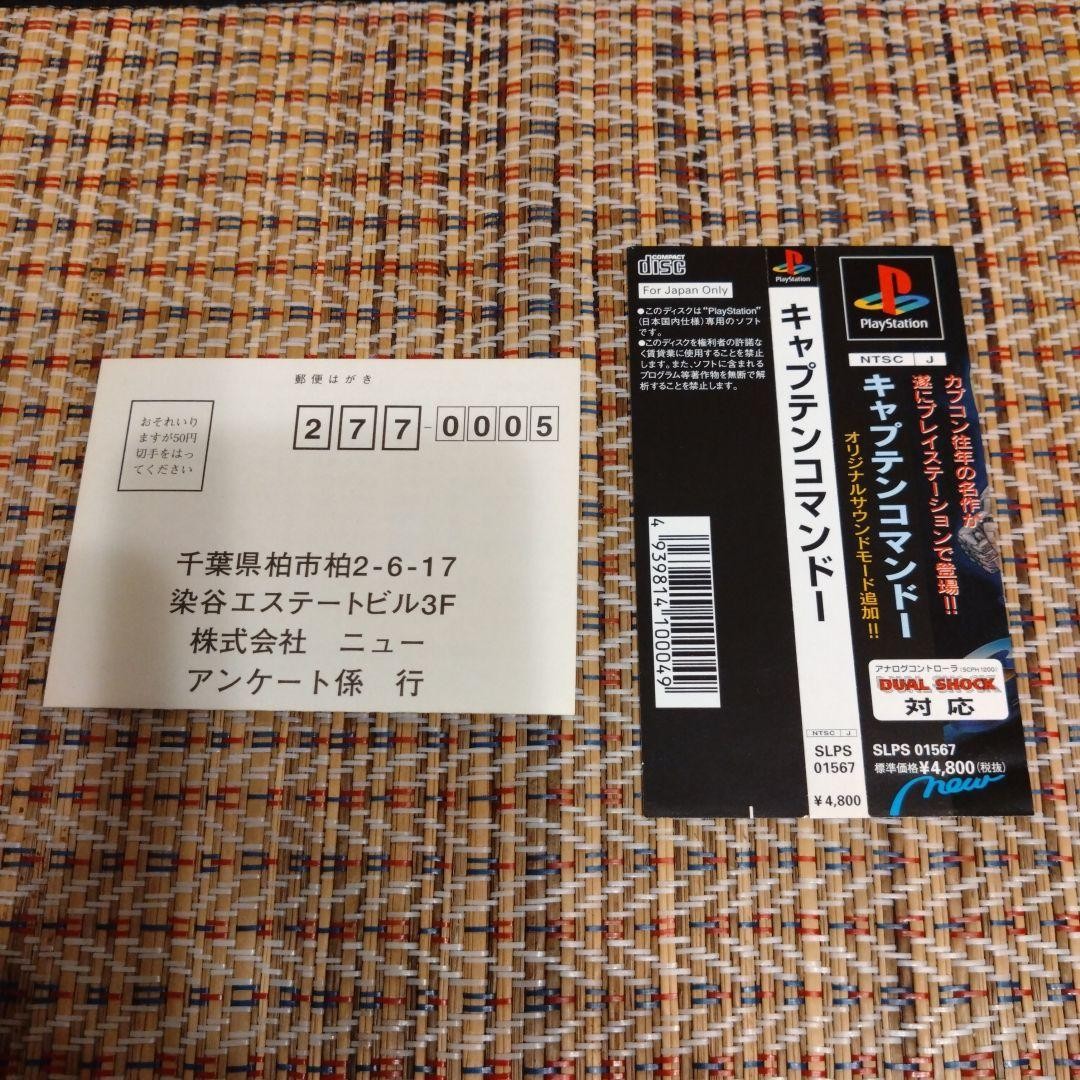 郵便はがき
おそれいり
ますが50円
切手をはっ
てください
277-0005
千葉県柏市柏2-6-17
染谷エステートビル3F
株式会社 ニュー
アンケート係 行
COMPACT
disc
For Japan Only
●このディスクは"PlayStation"
(日本国内仕様)専用のソフト
です。
●このディスクを権利者の許諾な
く賃貸業に使用することを禁止
します。また、ソフトに含まれる
プログラム等著作物を無断で解
析することを禁止します。
4 939814 100049
PlayStation
キャプテンコマンドー
NTSC J
SLPS
01567
¥4,800
PlayStation
NTSC J
カプコン往年の名作が
遂にプレイステーションで登場!!
キャプテンコマンドー
オリジナルサウンドモード追加!!
アナログコントローラ(SCPH 1200)
DUAL SHOCK
対応
SLPS 01567
標準価格¥4,800(税抜)
new